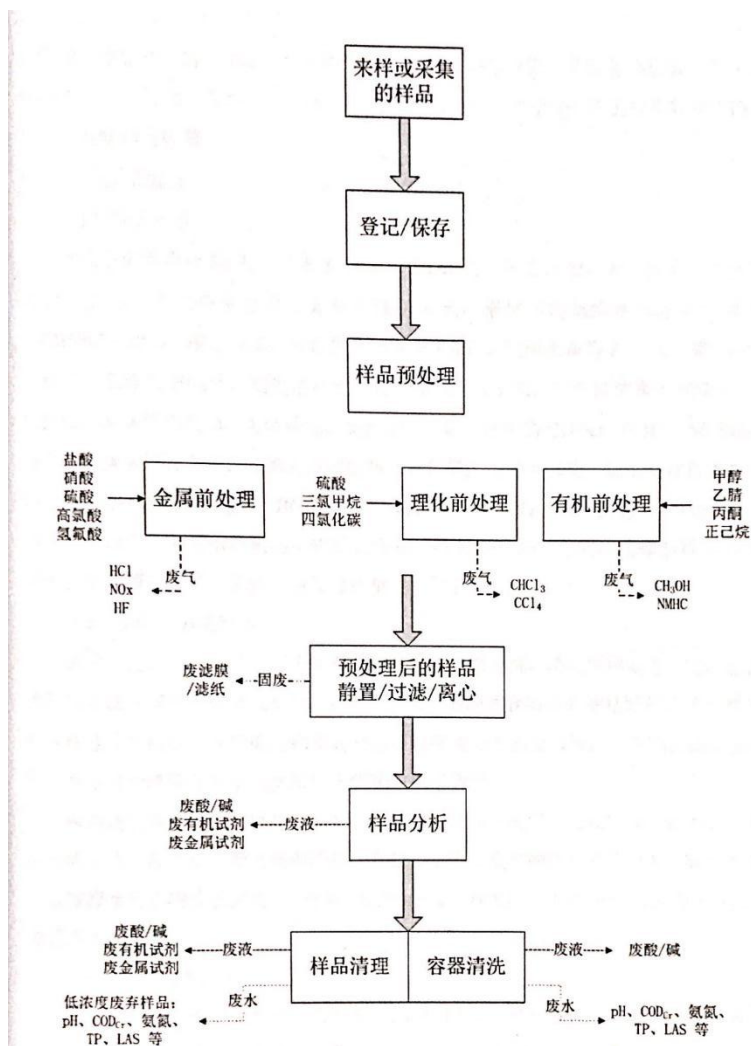 来样或采集
的样品
登记/保存
样品预处理
盐酸
硝酸
硫酸
高氯酸
氢氟酸
金属前处理
硫酸
三氯甲烷
四氯化碳
理化前处理
有机前处理
甲醇
乙腈
丙酮
正己烷
废气
HCl
NOx
HF
废气
CHCl₃
CCl₄
废气
CH₃OH
NMHC
预处理后的样品
静置/过滤/离心
固废
废滤膜
/滤纸
样品分析
废液
废酸/碱
废有机试剂
废金属试剂
样品清理
容器清洗
废液
废酸/碱
废有机试剂
废金属试剂
废液
废酸/碱
废水
低浓度废弃样品：
pH、COD_Cr、氨氮、
TP、LAS 等
废水
pH、COD_Cr、氨氮、
TP、LAS 等